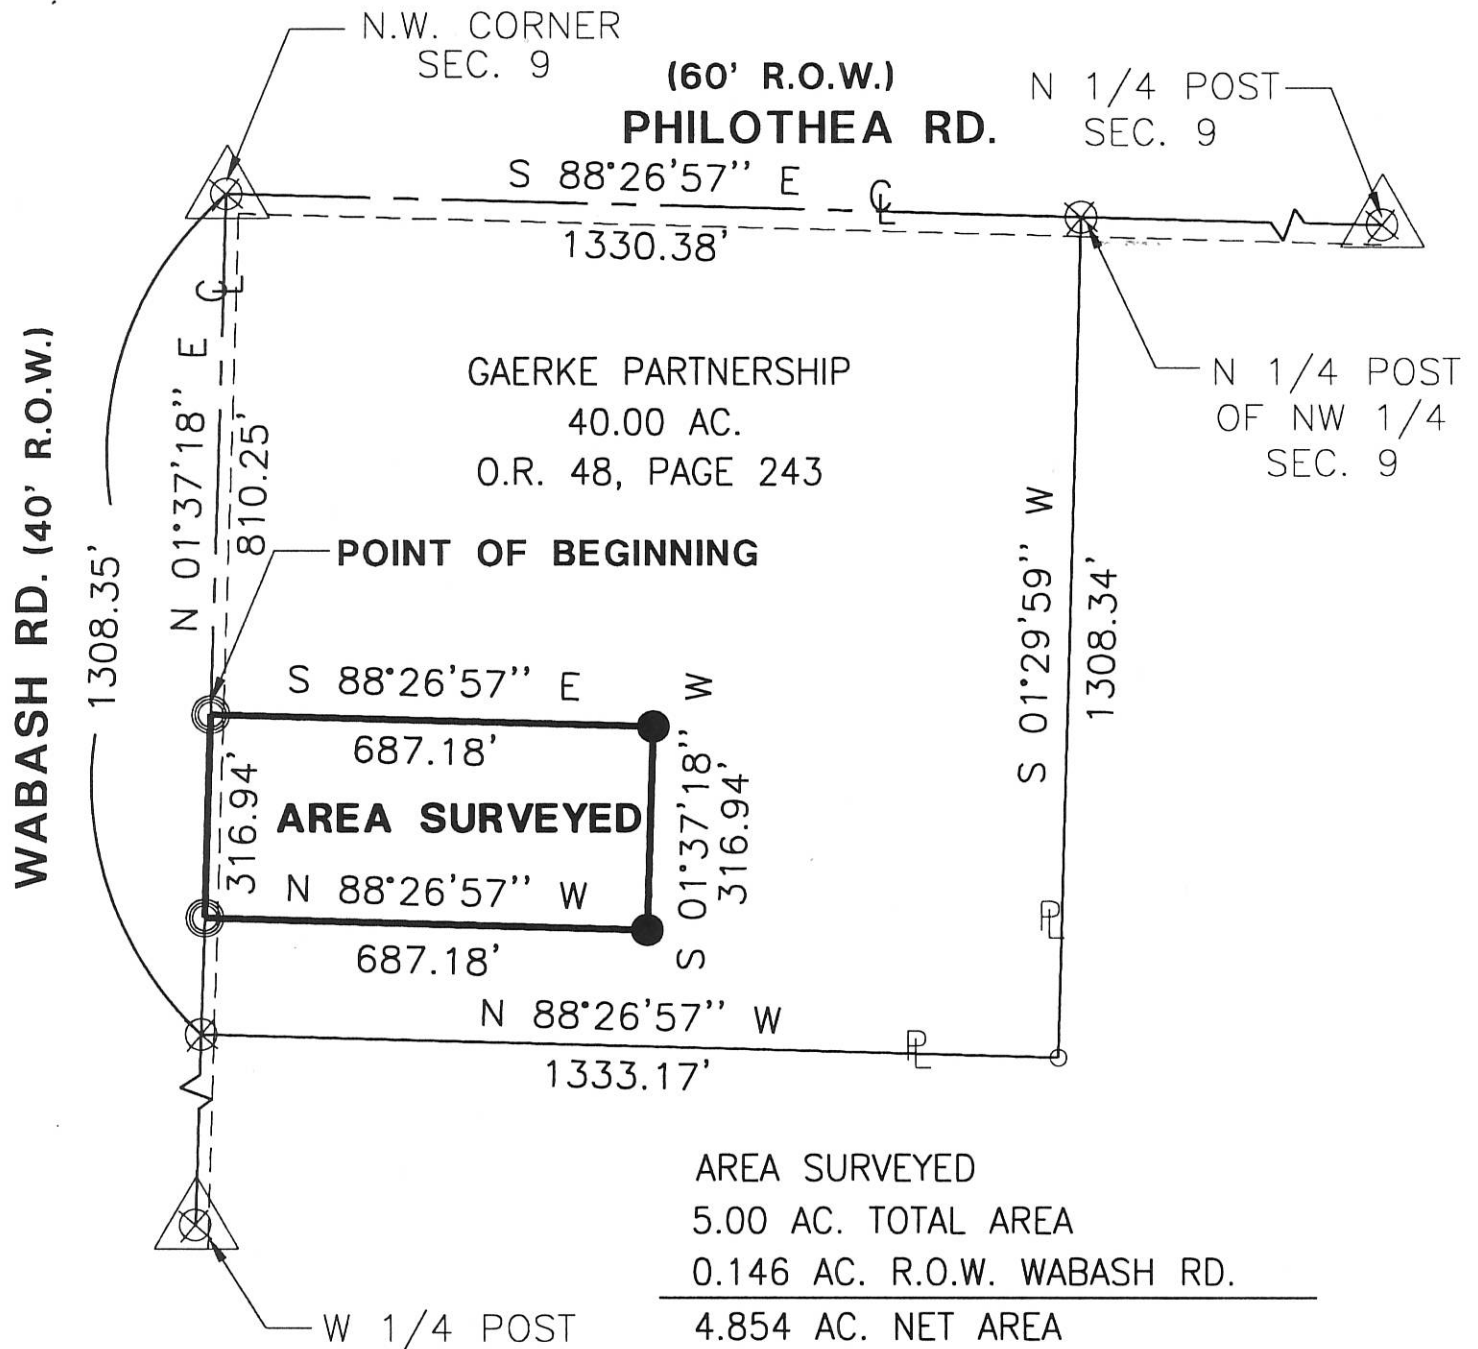 N.W. CORNER
SEC. 9
(60' R.O.W.)
PHILOTHEA RD.
N 1/4 POST
SEC. 9
S 88°26'57" E
℄
1330.38'
N 1/4 POST
OF NW 1/4
SEC. 9
WABASH RD. (40' R.O.W.)
1308.35'
N 01°37'18" E
℄
810.25'
GAERKE PARTNERSHIP
40.00 AC.
O.R. 48, PAGE 243
POINT OF BEGINNING
S 01°29'59" W
1308.34'
S 88°26'57" E
687.18'
316.94'
AREA SURVEYED
S 01°37'18" W
316.94'
N 88°26'57" W
687.18'
PL
N 88°26'57" W
PL
1333.17'
W 1/4 POST
AREA SURVEYED
5.00 AC. TOTAL AREA
0.146 AC. R.O.W. WABASH RD.
4.854 AC. NET AREA